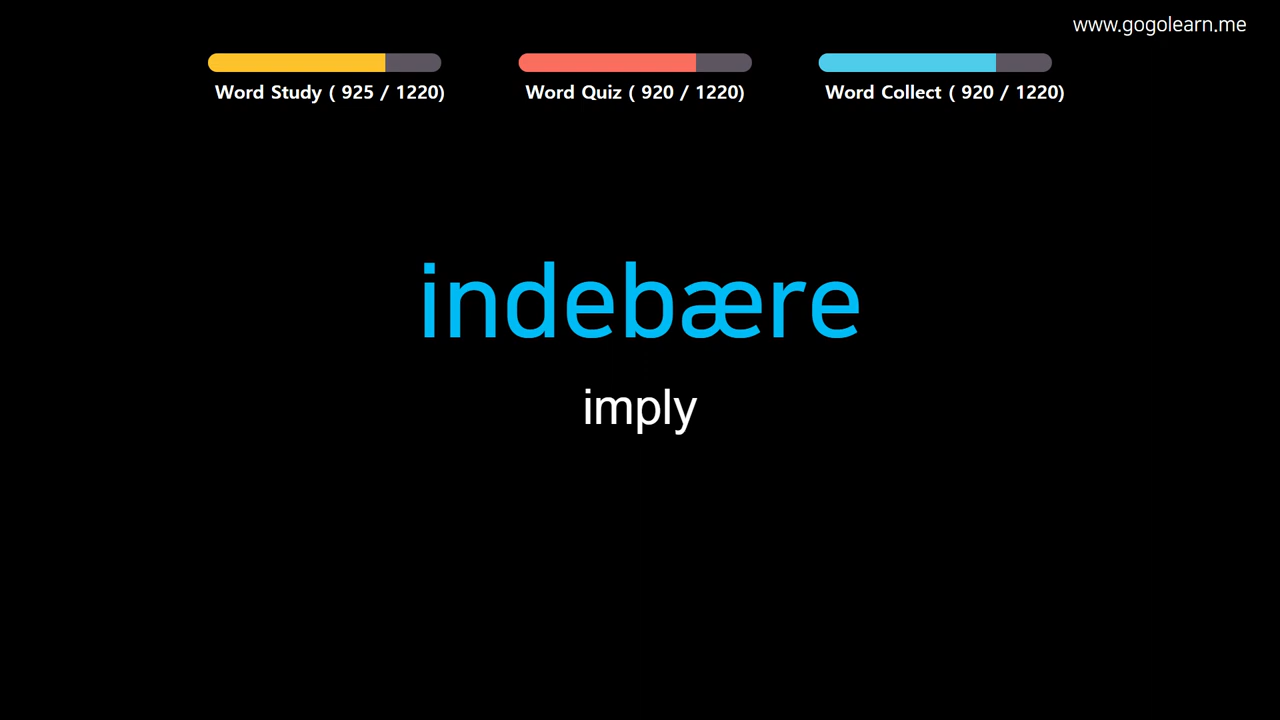 www.gogolearn.me
Word Study ( 925 / 1220)
Word Quiz ( 920 / 1220)
Word Collect ( 920 / 1220)
indebære
imply